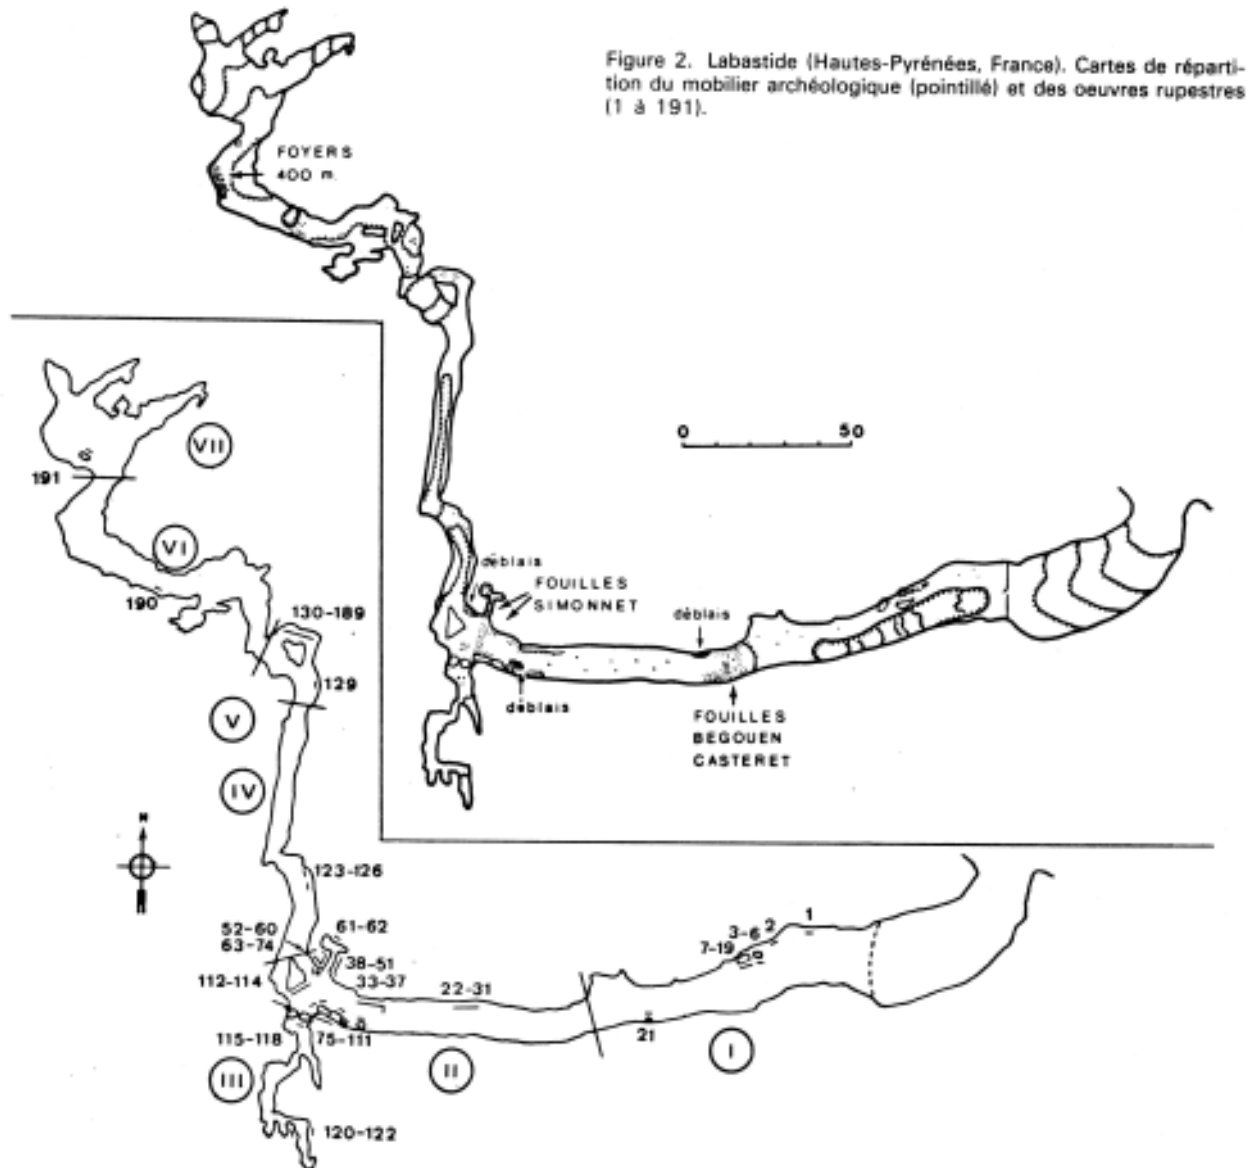 Figure 2. Labastide (Hautes-Pyrénées, France). Cartes de réparti-
tion du mobilier archéologique (pointillé) et des oeuvres rupestres
(1 à 191).
FOYERS
400 m.
0 50
déblais
FOUILLES
SIMONNET
déblais
déblais
FOUILLES
BEGOUEN
CASTERET
VII
191
VI
190
130-189
129
V
IV
N
123-126
52-60
63-74
61-62
38-51
33-37
112-114
22-31
1
2
3-6
7-19
21
115-118
75-111
III
II
I
120-122